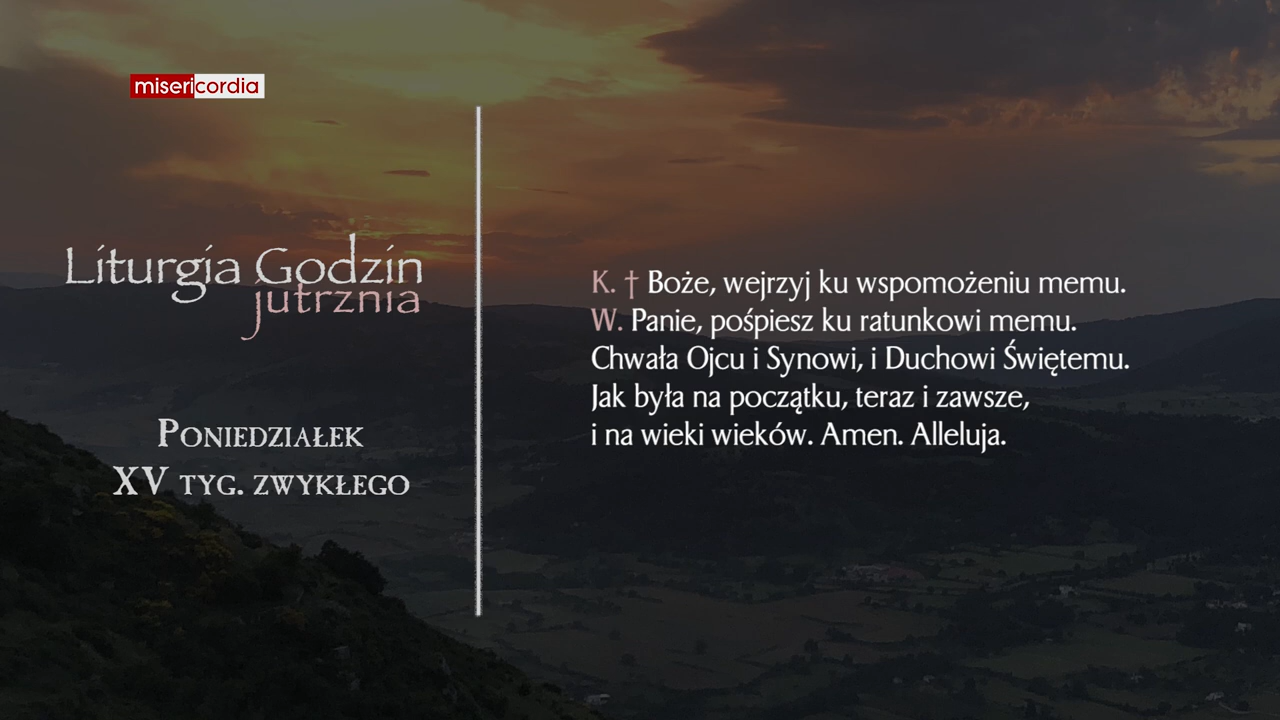 misericordia
Liturgia Godzin
jutrznia
Poniedziałek
XV tyg. zwykłego
K. † Boże, wejrzyj ku wspomożeniu memu.
W. Panie, pośpiesz ku ratunkowi memu.
Chwała Ojcu i Synowi, i Duchowi Świętemu.
Jak była na początku, teraz i zawsze,
i na wieki wieków. Amen. Alleluja.